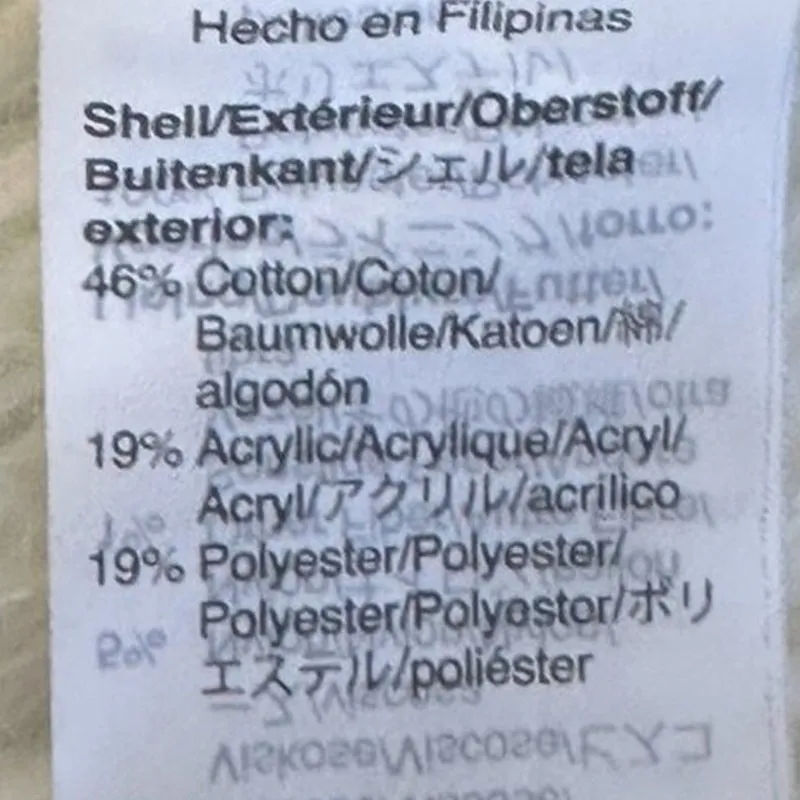 Hecho en Filipinas
Shell/Extérieur/Oberstoff/
Buitenkant/シェル/tela
exterior:
46% Cotton/Coton/
Baumwolle/Katoen/綿/
algodón
19% Acrylic/Acrylique/Acryl/
Acryl/アクリル/acrílico
19% Polyester/Polyester/
Polyester/Polyestor/ポリ
エステル/poliéster